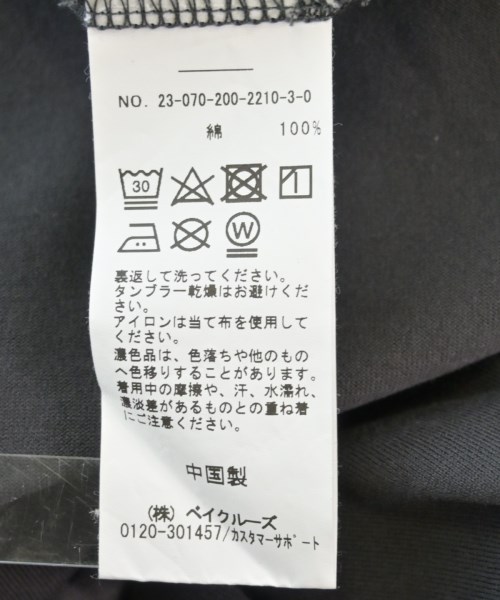 NO. 23-070-200-2210-3-0
綿 100%
30
W
裏返して洗ってください。
タンブラー乾燥はお避けくだ
さい。
アイロンは当て布を使用して
ください。
濃色品は、色落ちや他のもの
へ色移りすることがあります。
着用中の摩擦や、汗、水濡れ、
濃淡差があるものとの重ね着
にご注意ください。
中国製
(株) ベイクルーズ
0120-301457/カスタマーサポート